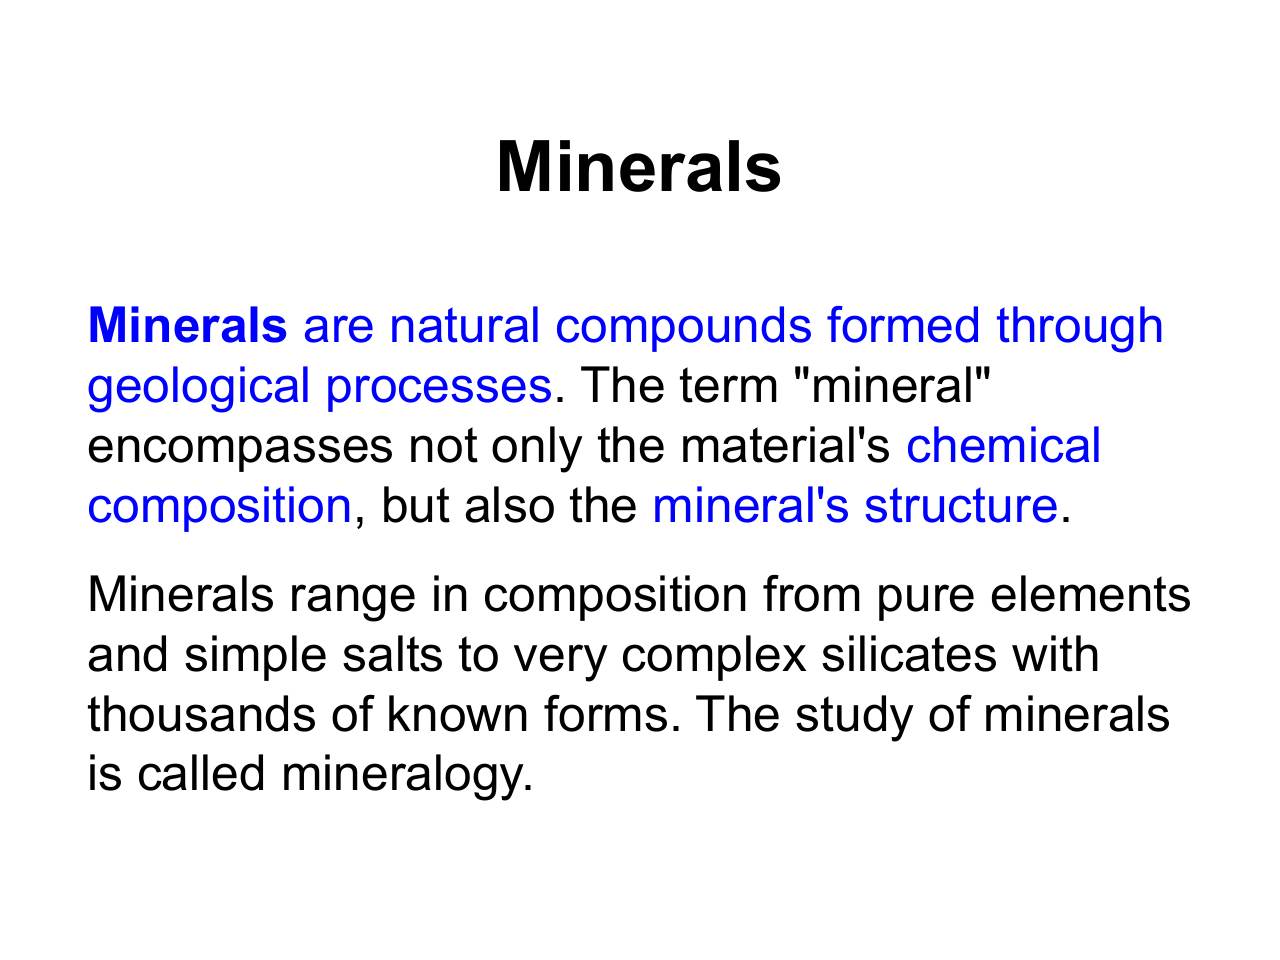 Minerals
Minerals are natural compounds formed through
geological processes. The term "mineral"
encompasses not only the material's chemical
composition, but also the mineral's structure.
Minerals range in composition from pure elements
and simple salts to very complex silicates with
thousands of known forms. The study of minerals
is called mineralogy.